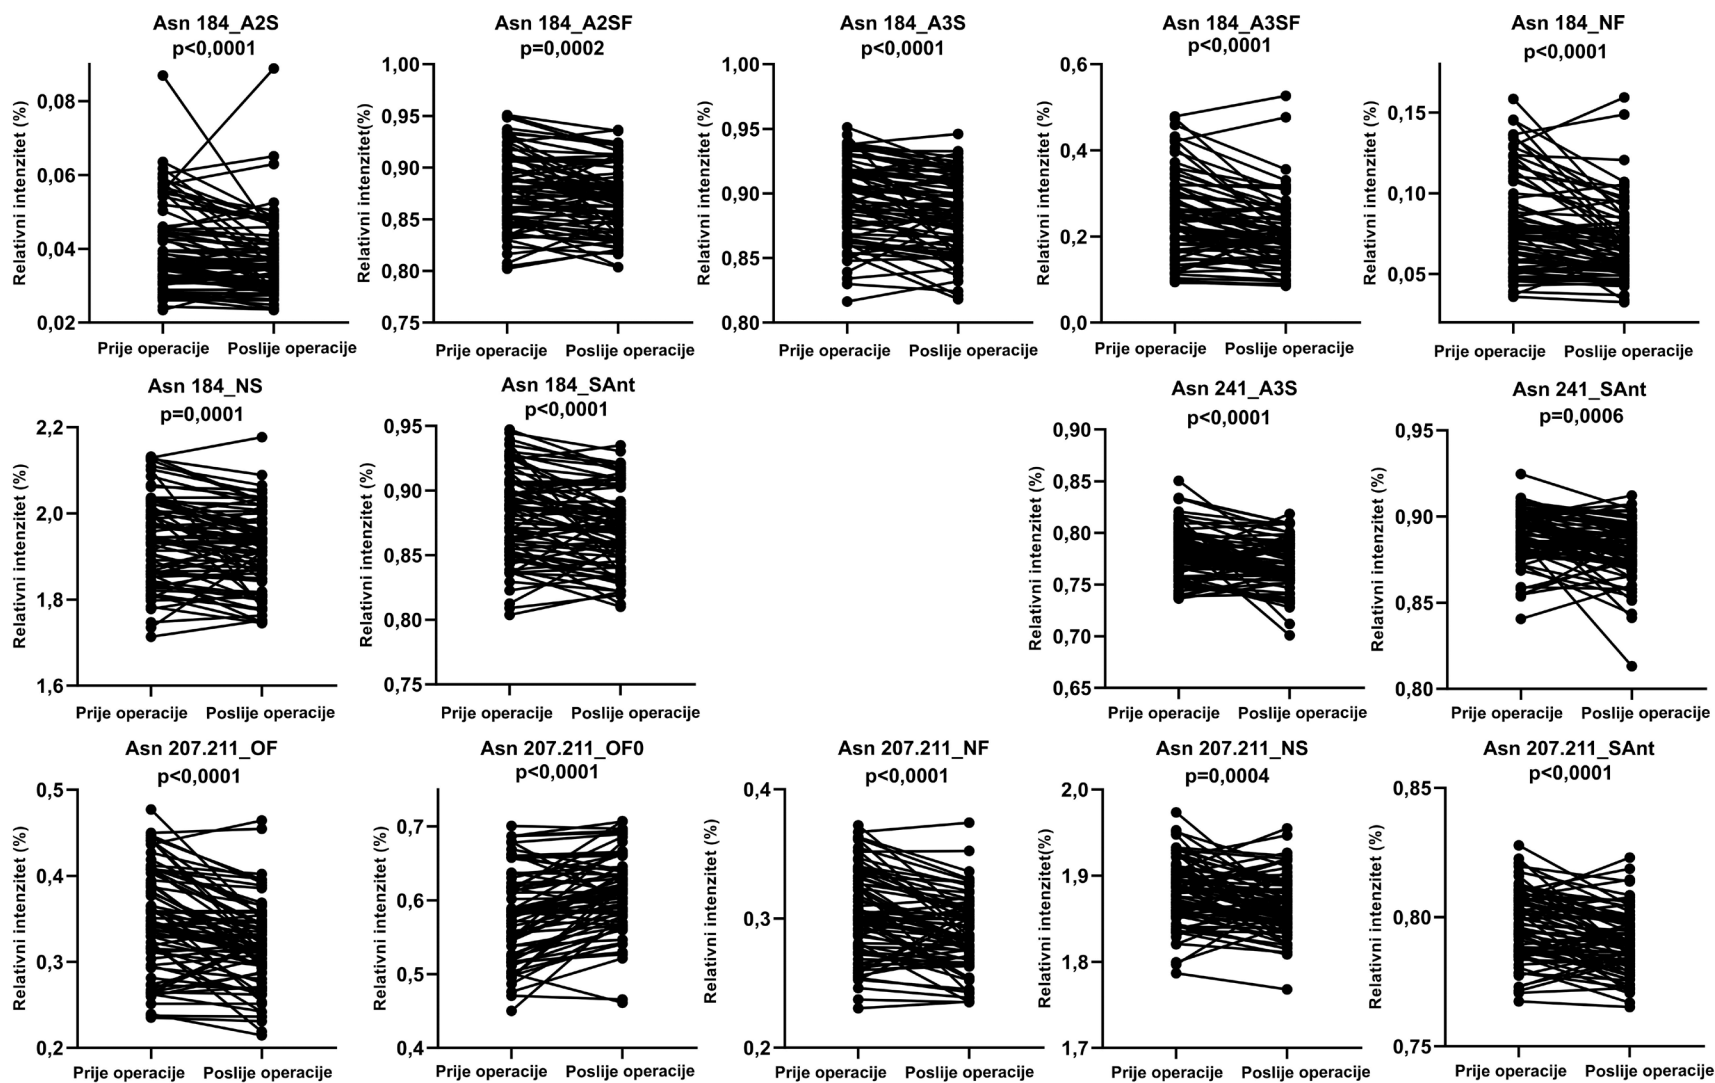 Asn 184_A2S
p<0,0001
Relativni intenzitet (%)
0,08
0,06
0,04
0,02
Prije operacije Poslije operacije
Asn 184_A2SF
p=0,0002
Relativni intenzitet(%)
1,00
0,95
0,90
0,85
0,80
0,75
Prije operacije Poslije operacije
Asn 184_A3S
p<0,0001
Relativni intenzitet (%)
1,00
0,95
0,90
0,85
0,80
Prije operacije Poslije operacije
Asn 184_A3SF
p<0,0001
Relativni intenzitet (%)
0,6
0,4
0,2
0,0
Prije operacije Poslije operacije
Asn 184_NF
p<0,0001
Relativni intenzitet (%)
0,15
0,10
0,05
Prije operacije Poslije operacije
Asn 184_NS
p=0,0001
Relativni intenzitet (%)
2,2
2,0
1,8
1,6
Prije operacije Poslije operacije
Asn 184_SAnt
p<0,0001
Relativni intenzitet (%)
0,95
0,90
0,85
0,80
0,75
Prije operacije Poslije operacije
Asn 241_A3S
p<0,0001
Relativni intenzitet (%)
0,90
0,85
0,80
0,75
0,70
0,65
Prije operacije Poslije operacije
Asn 241_SAnt
p=0,0006
Relativni intenzitet (%)
0,95
0,90
0,85
0,80
Prije operacije Poslije operacije
Asn 207.211_OF
p<0,0001
Relativni intenzitet (%)
0,5
0,4
0,3
0,2
Prije operacije Poslije operacije
Asn 207.211_OF0
p<0,0001
Relativni intenzitet (%)
0,7
0,6
0,5
0,4
Prije operacije Poslije operacije
Asn 207.211_NF
p<0,0001
Relativni intenzitet (%)
0,4
0,3
0,2
Prije operacije Poslije operacije
Asn 207.211_NS
p=0,0004
Relativni intenzitet(%)
2,0
1,9
1,8
1,7
Prije operacije Poslije operacije
Asn 207.211_SAnt
p<0,0001
Relativni intenzitet (%)
0,85
0,80
0,75
Prije operacije Poslije operacije